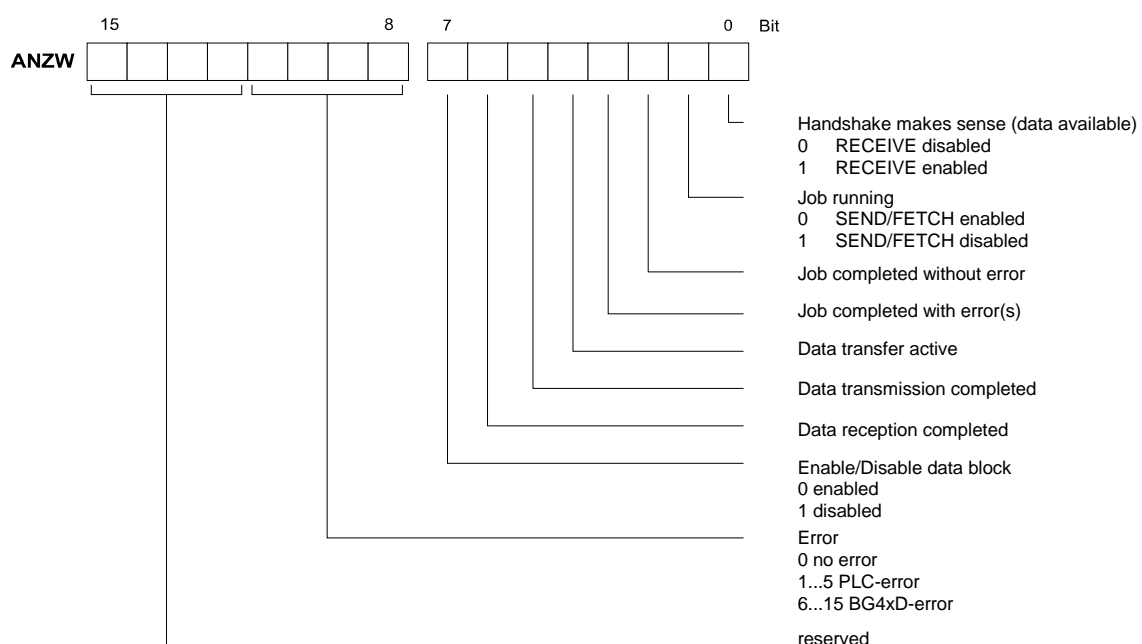 15 8 7 0 Bit
ANZW
Handshake makes sense (data available)
0 RECEIVE disabled
1 RECEIVE enabled
Job running
0 SEND/FETCH enabled
1 SEND/FETCH disabled
Job completed without error
Job completed with error(s)
Data transfer active
Data transmission completed
Data reception completed
Enable/Disable data block
0 enabled
1 disabled
Error
0 no error
1...5 PLC-error
6...15 BG4xD-error
reserved